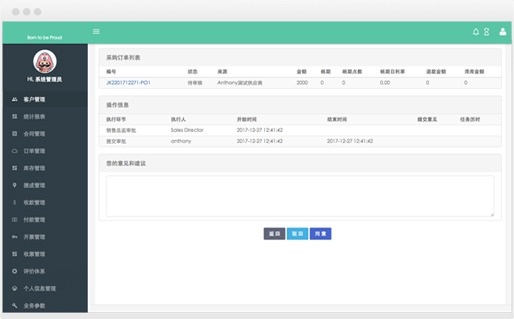 Born to be Proud
HI, 系统管理员
客户管理
统计报表
合同管理
订单管理
库存管理
提成管理
收款管理
付款管理
开票管理
收票管理
评价体系
个人信息管理
业务参数
采购订单列表
编号 状态 来源 金额 账期 账期点数 账期日利率 退款金额 清库金额
JK2201712271-PO1 待审核 Anthony测试供应商 2000 0 0 0.00 0 0
操作信息
执行环节 执行人 开始时间 结束时间 提交意见 任务历时
销售总监审批 Sales Director 2017-12-27 12:41:42
提交审批 anthony 2017-12-27 12:41:42 2017-12-27 12:41:42
您的意见和建议
返 回 驳 回 同 意